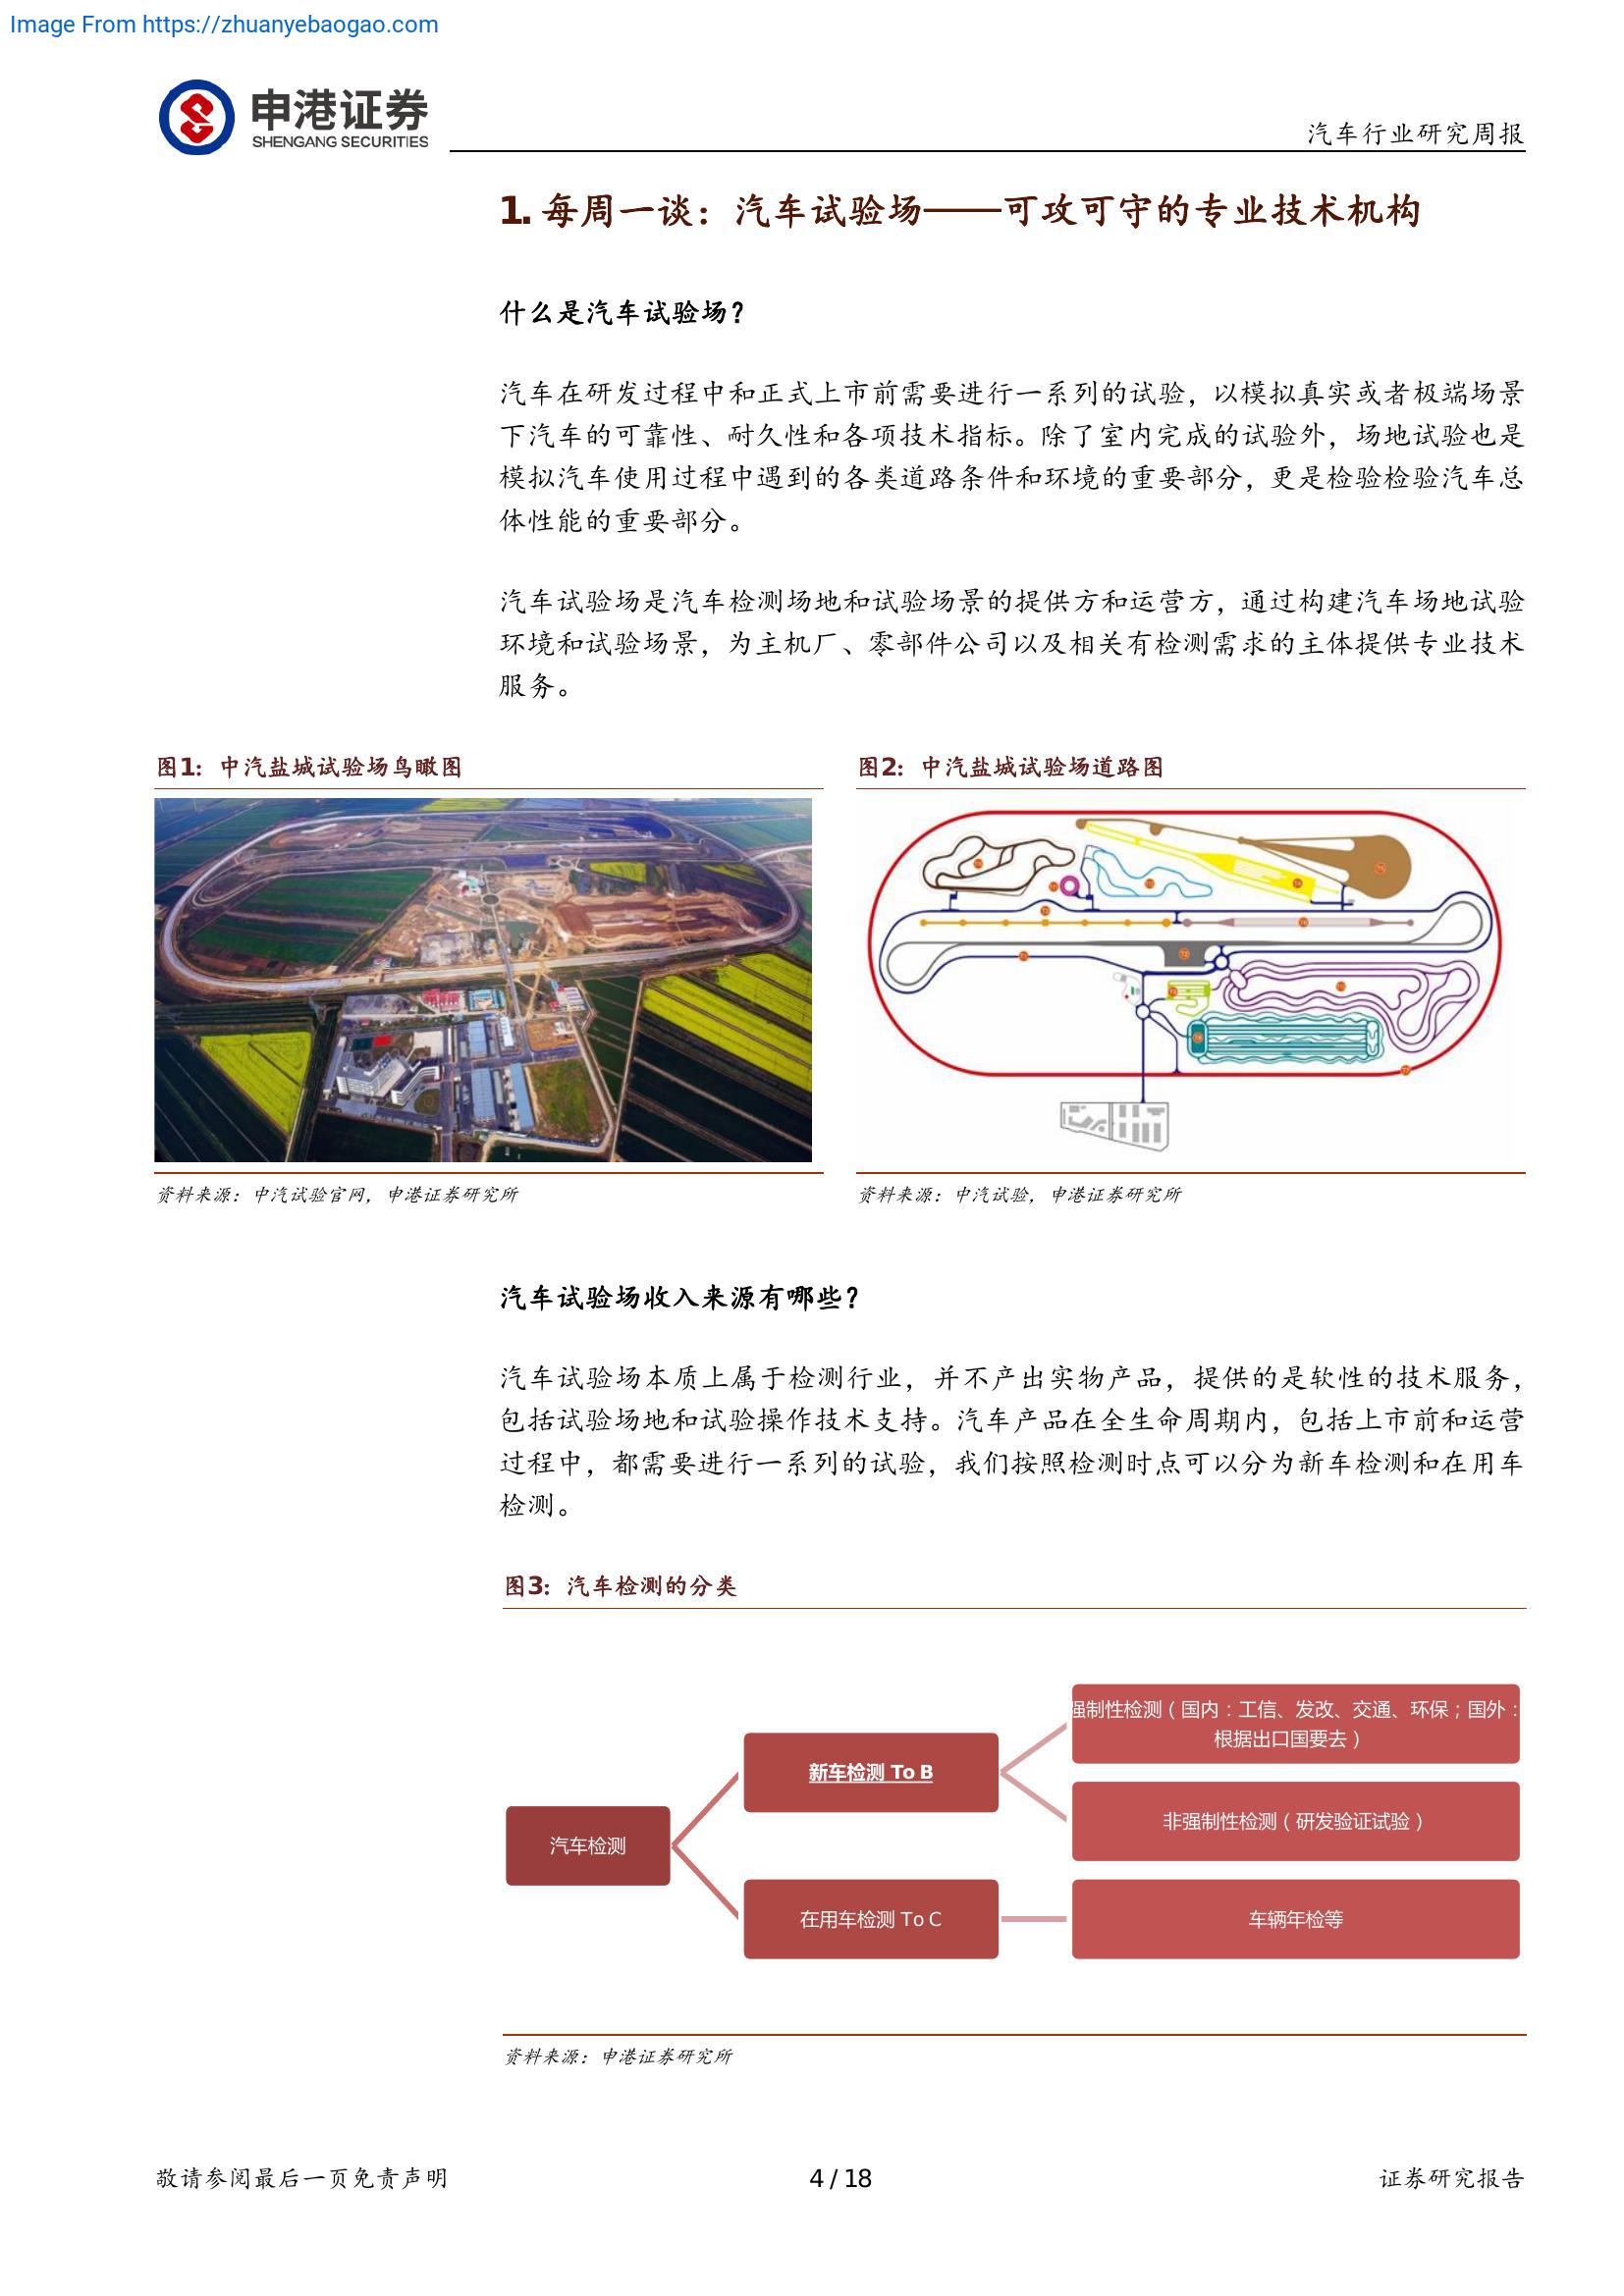 Image From https://zhuanyebaogao.com
申港证券
SHENGANG SECURITIES
汽车行业研究周报
1. 每周一谈：汽车试验场——可攻可守的专业技术机构
什么是汽车试验场？
汽车在研发过程中和正式上市前需要进行一系列的试验，以模拟真实或者极端场景
下汽车的可靠性、耐久性和各项技术指标。除了室内完成的试验外，场地试验也是
模拟汽车使用过程中遇到的各类道路条件和环境的重要部分，更是检验检验汽车总
体性能的重要部分。
汽车试验场是汽车检测场地和试验场景的提供方和运营方，通过构建汽车场地试验
环境和试验场景，为主机厂、零部件公司以及相关有检测需求的主体提供专业技术
服务。
图1：中汽盐城试验场鸟瞰图
图2：中汽盐城试验场道路图
资料来源：中汽试验官网，申港证券研究所
资料来源：中汽试验，申港证券研究所
汽车试验场收入来源有哪些？
汽车试验场本质上属于检测行业，并不产出实物产品，提供的是软性的技术服务，
包括试验场地和试验操作技术支持。汽车产品在全生命周期内，包括上市前和运营
过程中，都需要进行一系列的试验，我们按照检测时点可以分为新车检测和在用车
检测。
图3：汽车检测的分类
强制性检测（国内：工信、发改、交通、环保；国外：
根据出口国要去）
新车检测 To B
非强制性检测（研发验证试验）
汽车检测
在用车检测 To C
车辆年检等
资料来源：申港证券研究所
敬请参阅最后一页免责声明
4 / 18
证券研究报告